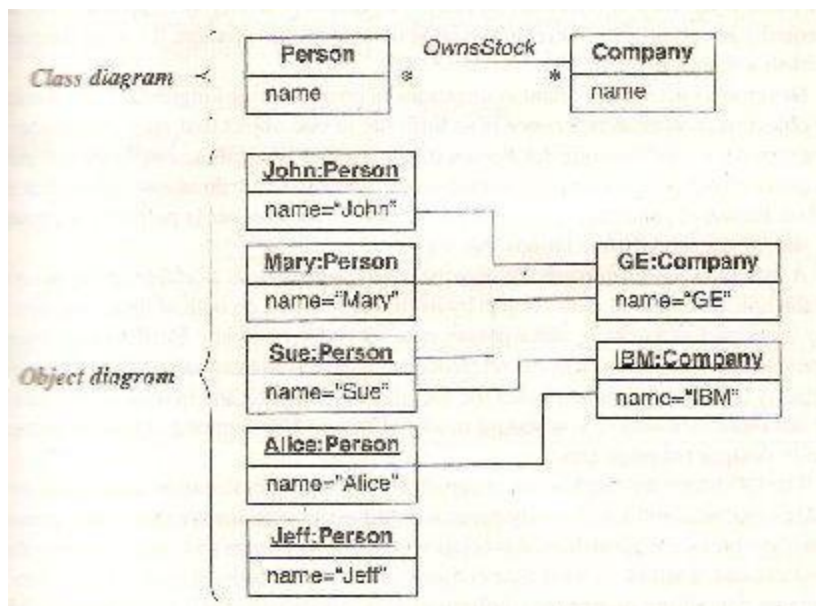 Class diagram
Person
name
*
OwnsStock
*
Company
name
Object diagram
John:Person
name="John"
Mary:Person
name="Mary"
Sue:Person
name="Sue"
Alice:Person
name="Alice"
Jeff:Person
name="Jeff"
GE:Company
name="GE"
IBM:Company
name="IBM"